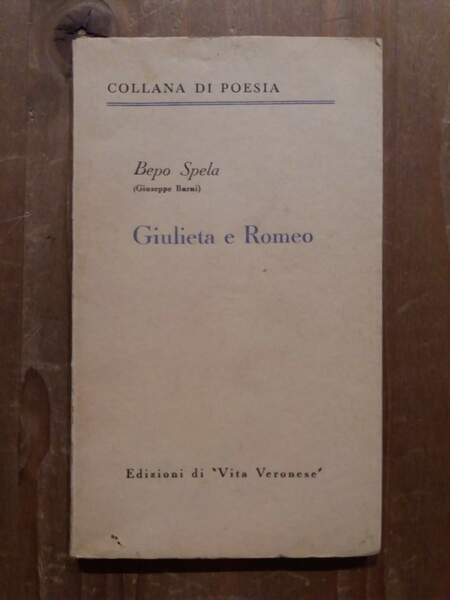 COLLANA DI POESIA
Bepo Spela
(Giuseppe Barni)
Giulieta e Romeo
Edizioni di "Vita Veronese"